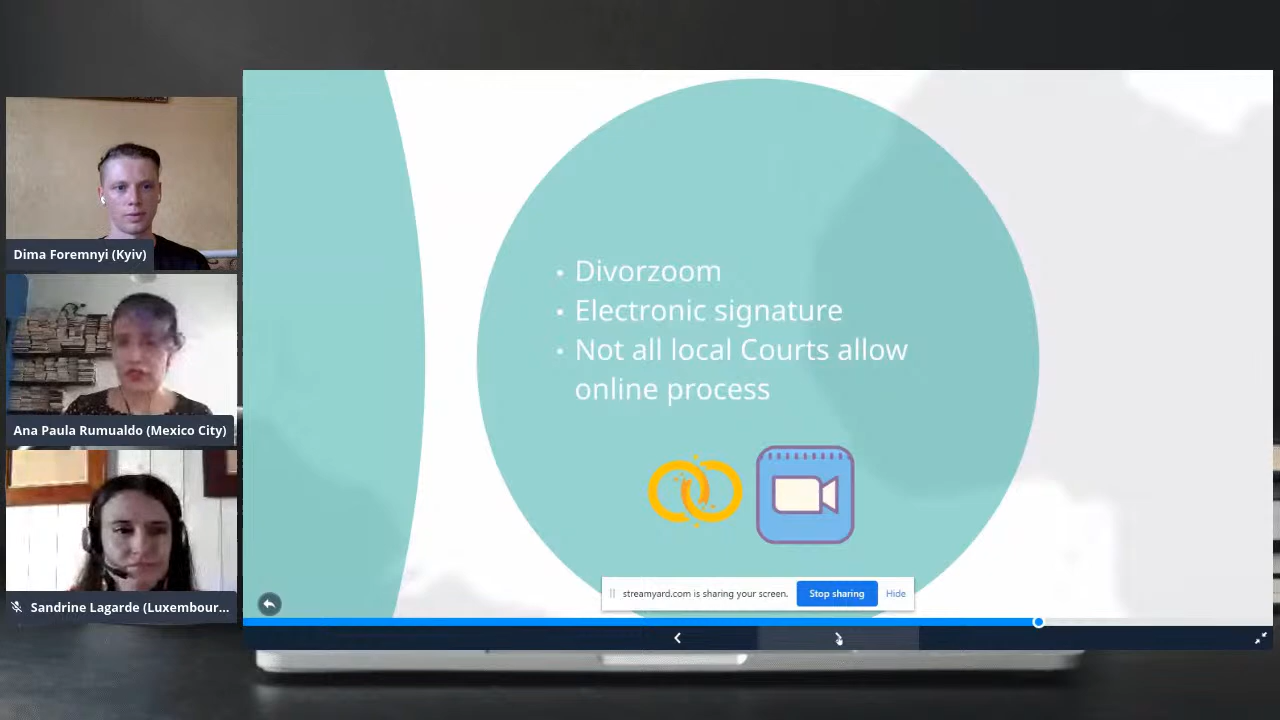 Dima Foremnyi (Kyiv)
Ana Paula Rumualdo (Mexico City)
Sandrine Lagarde (Luxembour...
• Divorzoom
• Electronic signature
• Not all local Courts allow
online process
streamyard.com is sharing your screen.
Stop sharing
Hide